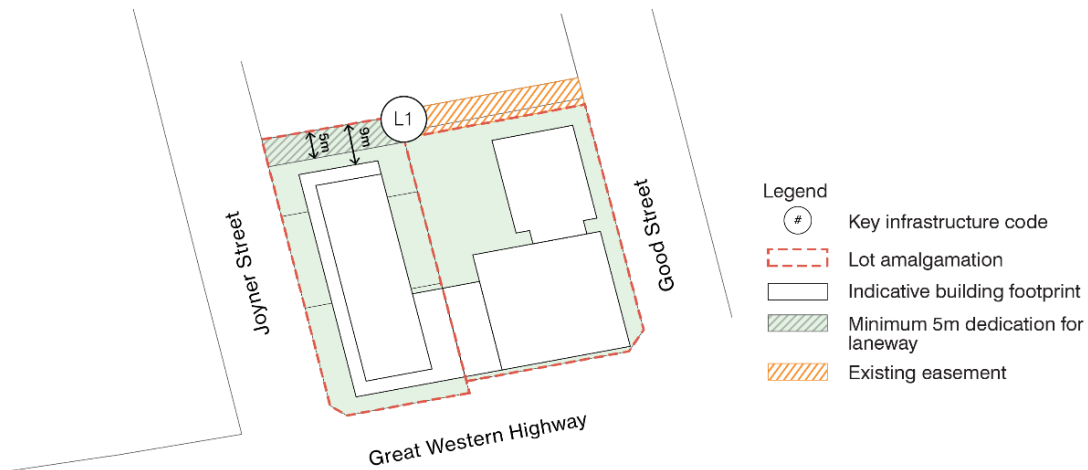 L1
5m
9m
Joyner Street
Good Street
Great Western Highway
Legend
#
Key infrastructure code
Lot amalgamation
Indicative building footprint
Minimum 5m dedication for
laneway
Existing easement